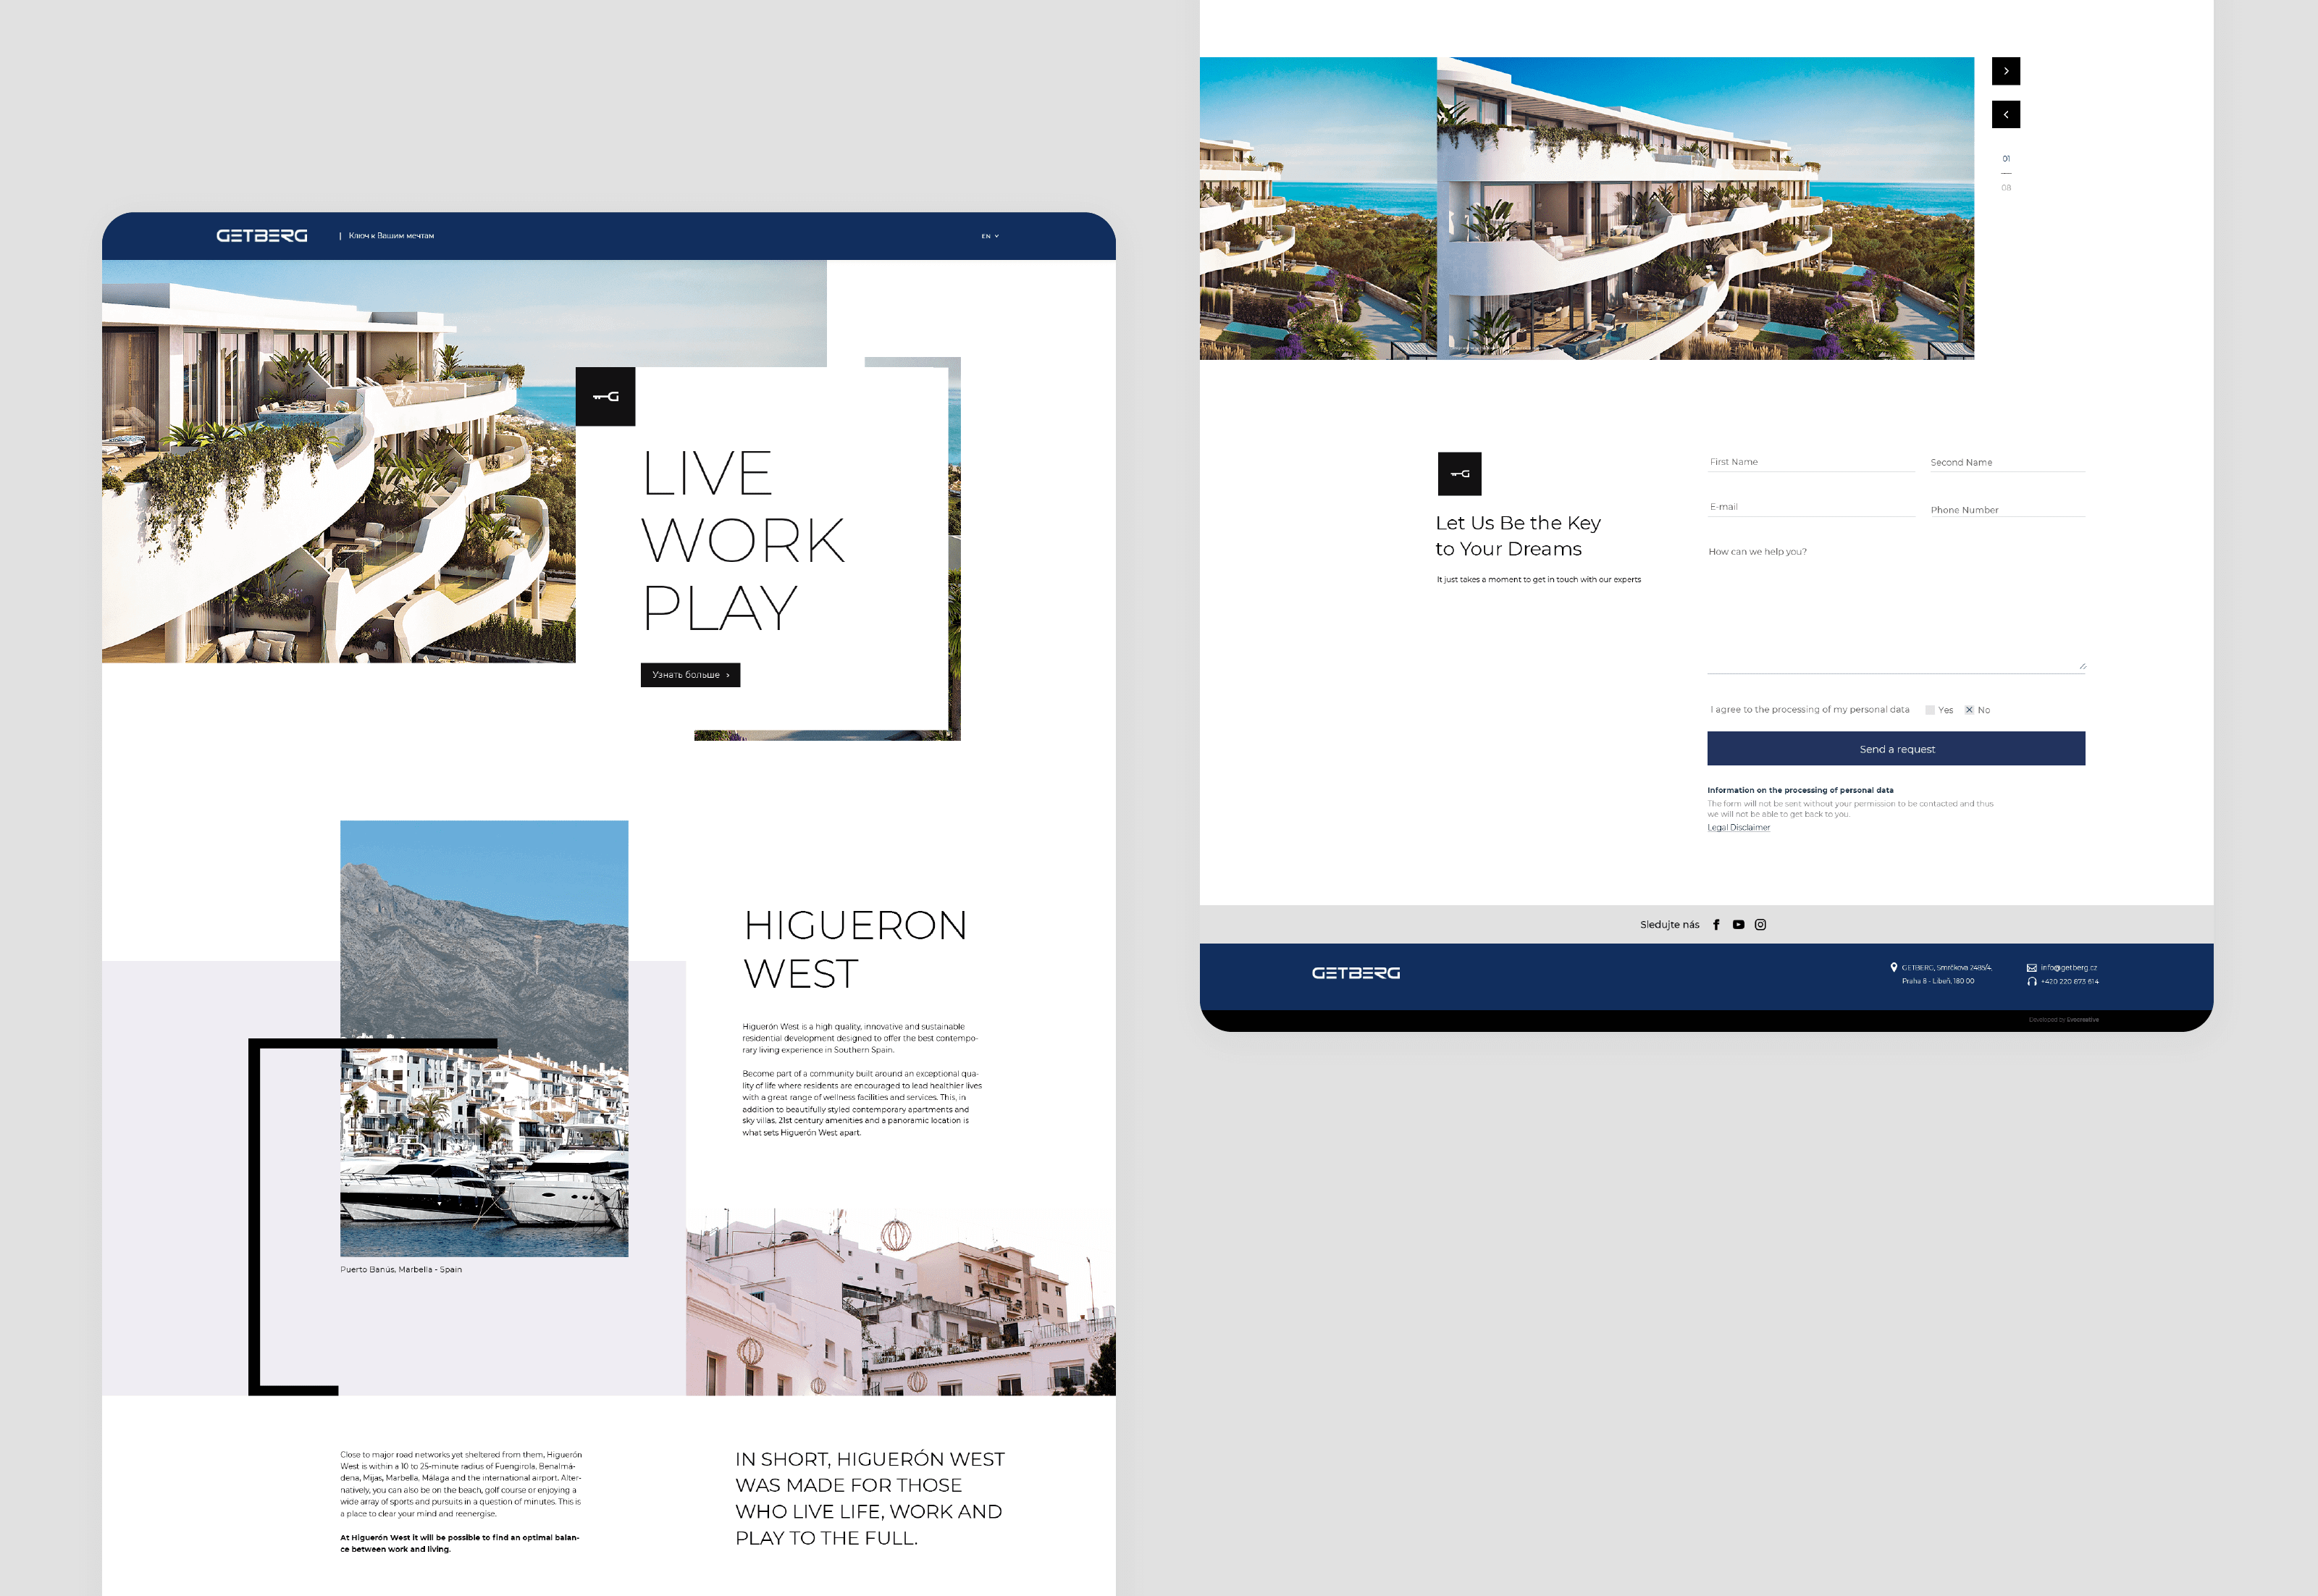 GETBERG
| Ключ к Вашим мечтам
EN
G
LIVE
WORK
PLAY
Узнать больше
HIGUERON
WEST
Higuerón West is a high quality, innovative and sustainable
residential development designed to offer the best contempo-
rary living experience in Southern Spain.
Become part of a community built around an exceptional qua-
lity of life where residents are encouraged to lead healthier lives
with a great range of wellness facilities and services. This, in
addition to beautifully styled contemporary apartments and
sky villas, 21st century amenities and a panoramic location is
what sets Higuerón West apart.
Puerto Banús, Marbella - Spain
Close to major road networks yet sheltered from them, Higuerón
West is within a 10 to 25-minute radius of Fuengirola, Benalmá-
dena, Mijas, Marbella, Málaga and the international airport. Alter-
natively, you can also be on the beach, golf course or enjoying a
wide array of sports and pursuits in a question of minutes. This is
a place to clear your mind and reenergise.
At Higuerón West it will be possible to find an optimal balan-
ce between work and living.
IN SHORT, HIGUERÓN WEST
WAS MADE FOR THOSE
WHO LIVE LIFE, WORK AND
PLAY TO THE FULL.
01
08
G
Let Us Be the Key
to Your Dreams
It just takes a moment to get in touch with our experts
First Name
Second Name
E-mail
Phone Number
How can we help you?
I agree to the processing of my personal data Yes No
Send a request
Information on the processing of personal data
The form will not be sent without your permission to be contacted and thus
we will not be able to get back to you.
Legal Disclaimer
Sledujte nás
GETBERG
GETBERG, Smrčkova 2485/4,
Praha 8 - Libeň, 180 00
info@getberg.cz
+420 220 873 614
Developed by Evocreative